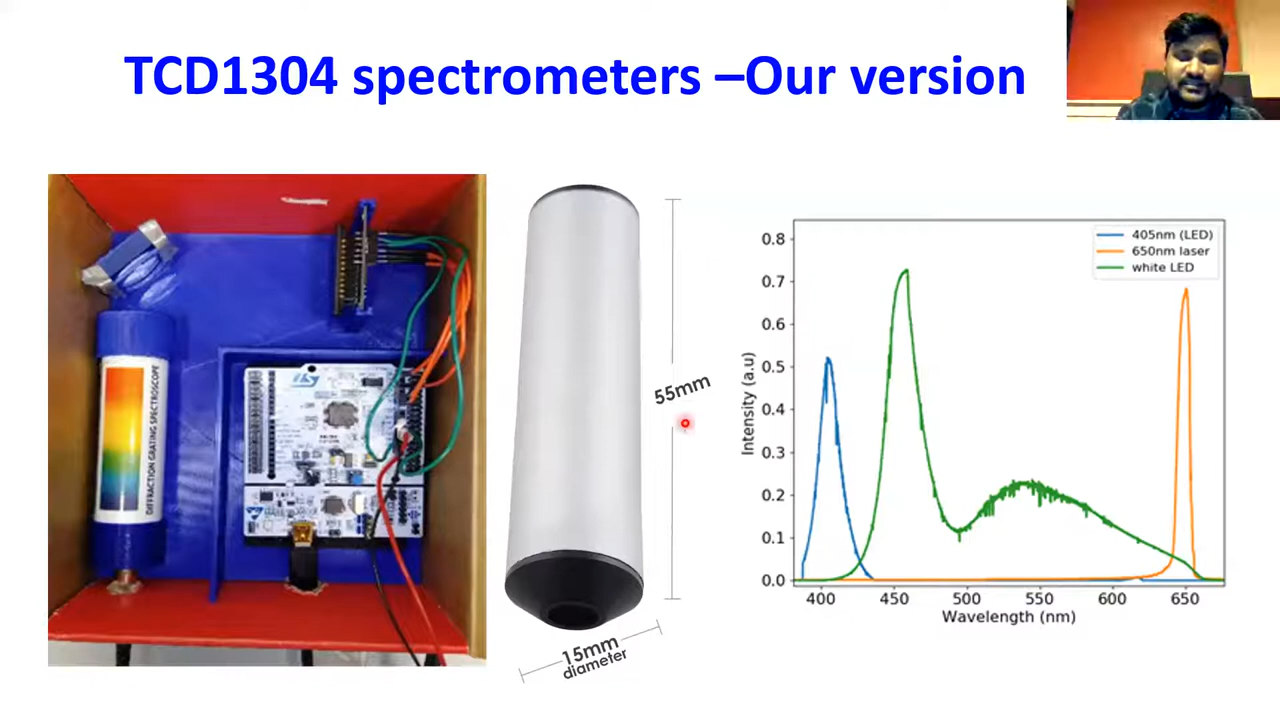 TCD1304 spectrometers –Our version
DIFFRACTION GRATING SPECTROSCOPE
55mm
15mm
diameter
405nm (LED)
650nm laser
white LED
0.8
0.7
0.6
0.5
0.4
0.3
0.2
0.1
0.0
Intensity (a.u)
400
450
500
550
600
650
Wavelength (nm)